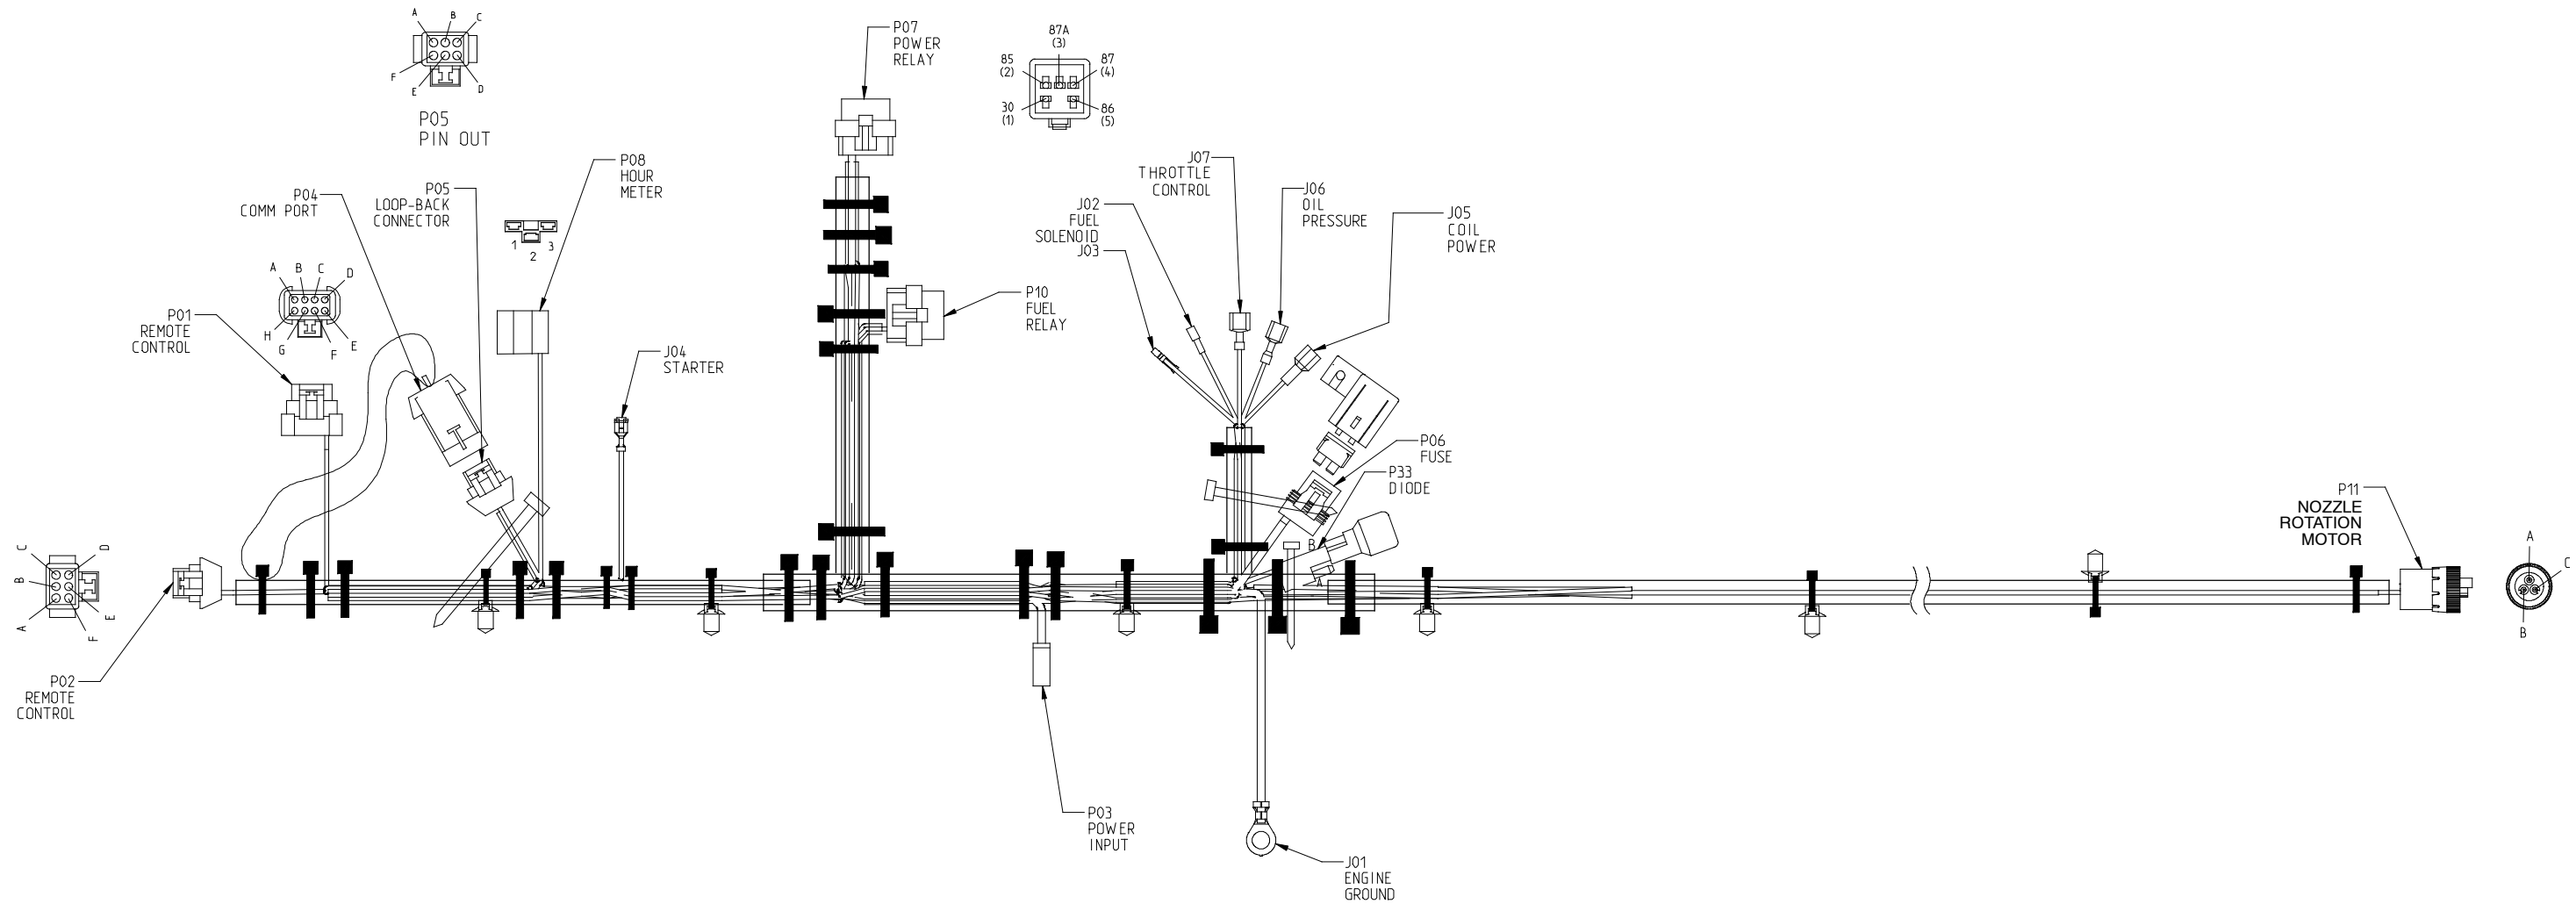 A B C
F
E
D
P05
PIN OUT
P07
POWER
RELAY
87A
(3)
85
(2)
87
(4)
30
(1)
86
(5)
P08
HOUR
METER
P04
COMM PORT
P05
LOOP-BACK
CONNECTOR
1 3
2
J07
THROTTLE
CONTROL
J06
OIL
PRESSURE
J02
FUEL
SOLENOID
J03
J05
COIL
POWER
A B C D
H
G
F
E
P01
REMOTE
CONTROL
P10
FUEL
RELAY
J04
STARTER
P06
FUSE
P33
DIODE
B
A
P11
NOZZLE
ROTATION
MOTOR
A
C
B
C
D
B
A
F
E
P02
REMOTE
CONTROL
P03
POWER
INPUT
J01
ENGINE
GROUND